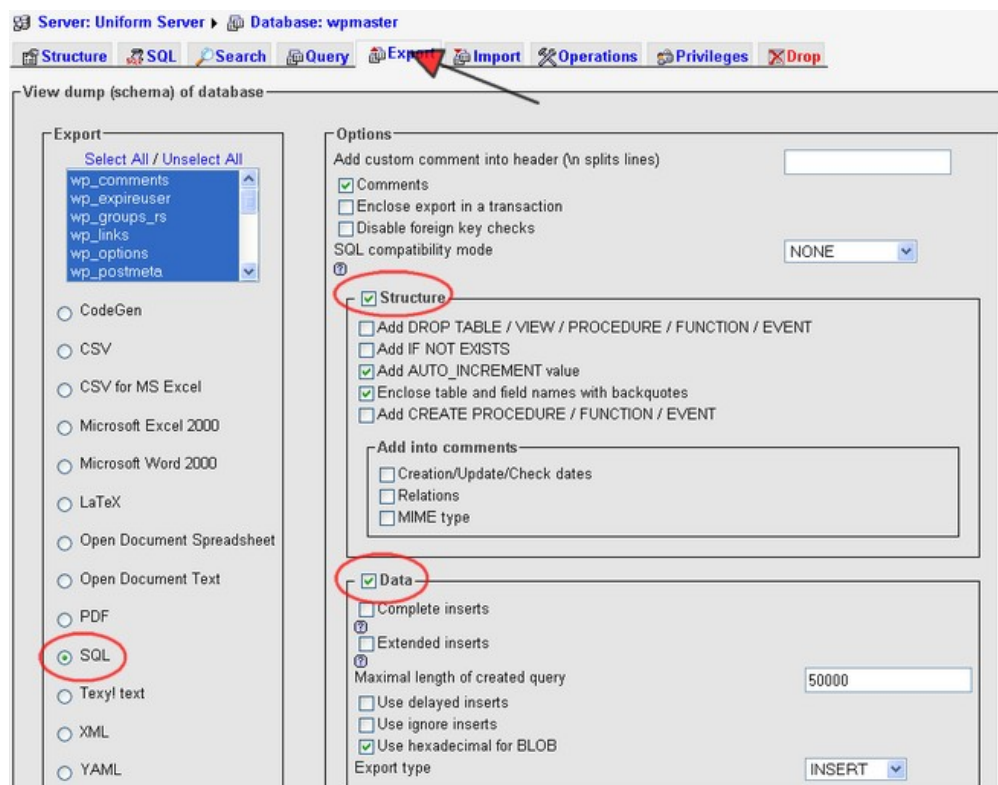 Server: Uniform Server ▸ Database: wpmaster
Structure SQL Search Query Export Import Operations Privileges Drop
View dump (schema) of database
Export
Select All / Unselect All
wp_comments
wp_expireuser
wp_groups_rs
wp_links
wp_options
wp_postmeta
CodeGen
CSV
CSV for MS Excel
Microsoft Excel 2000
Microsoft Word 2000
LaTeX
Open Document Spreadsheet
Open Document Text
PDF
SQL
Texy! text
XML
YAML
Options
Add custom comment into header (\n splits lines)
Comments
Enclose export in a transaction
Disable foreign key checks
SQL compatibility mode NONE
Structure
Add DROP TABLE / VIEW / PROCEDURE / FUNCTION / EVENT
Add IF NOT EXISTS
Add AUTO_INCREMENT value
Enclose table and field names with backquotes
Add CREATE PROCEDURE / FUNCTION / EVENT
Add into comments
Creation/Update/Check dates
Relations
MIME type
Data
Complete inserts
Extended inserts
Maximal length of created query 50000
Use delayed inserts
Use ignore inserts
Use hexadecimal for BLOB
Export type INSERT